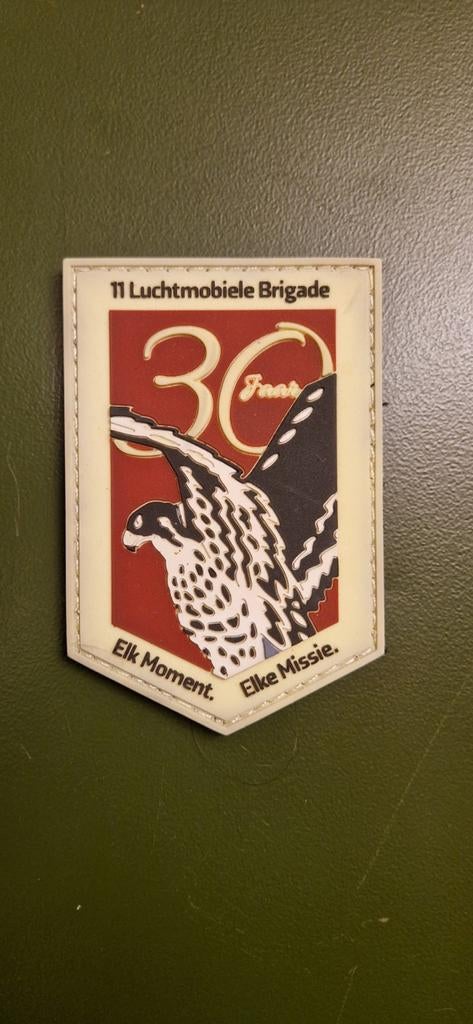 11 Luchtmobiele Brigade
30
Jaar
Elk Moment.
Elke Missie.